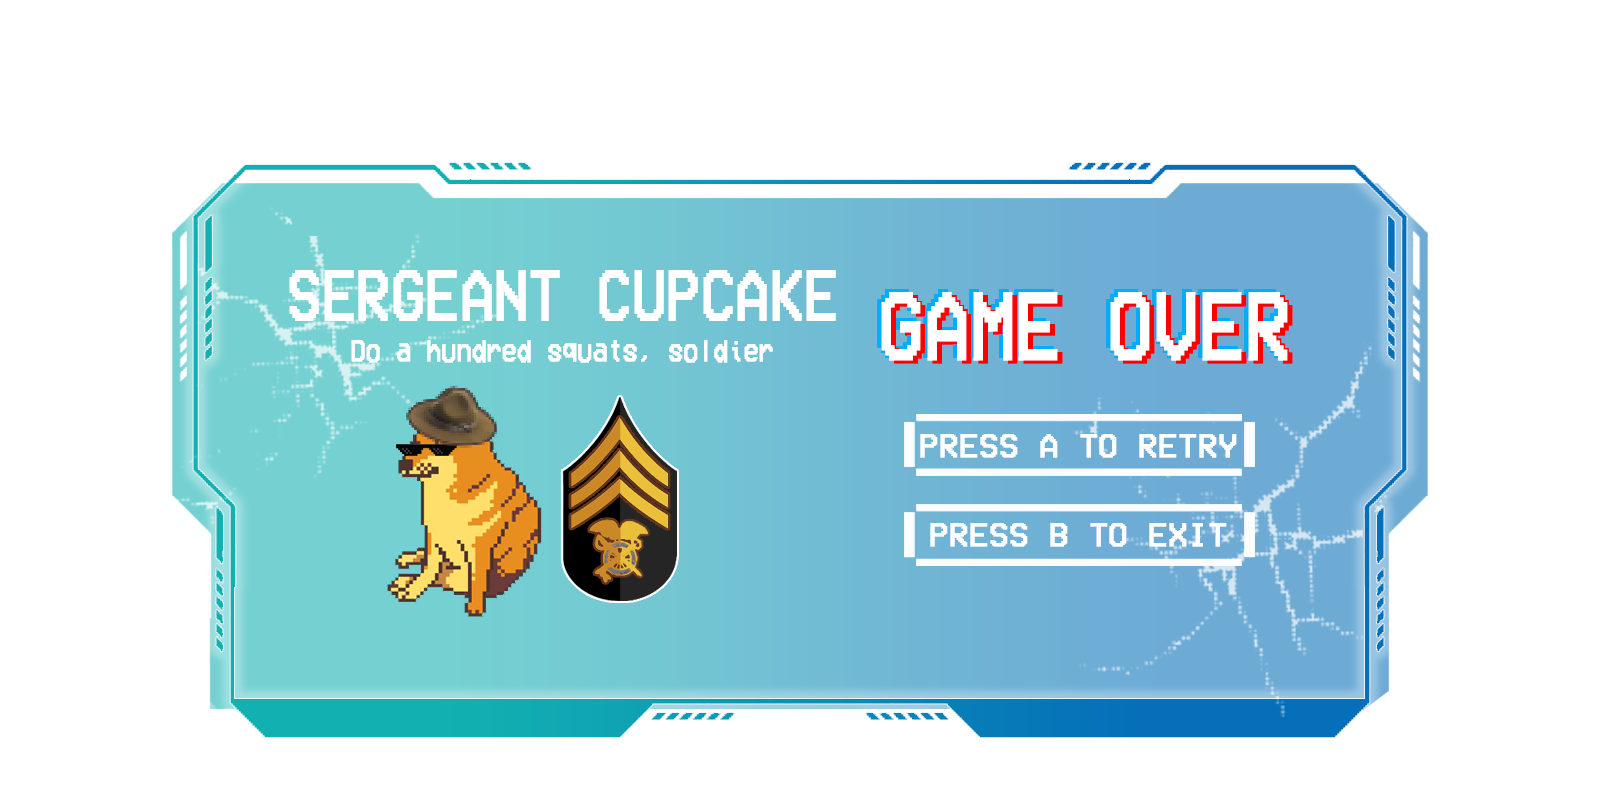 SERGEANT CUPCAKE
Do a hundred squats, soldier
GAME OVER
PRESS A TO RETRY
PRESS B TO EXIT